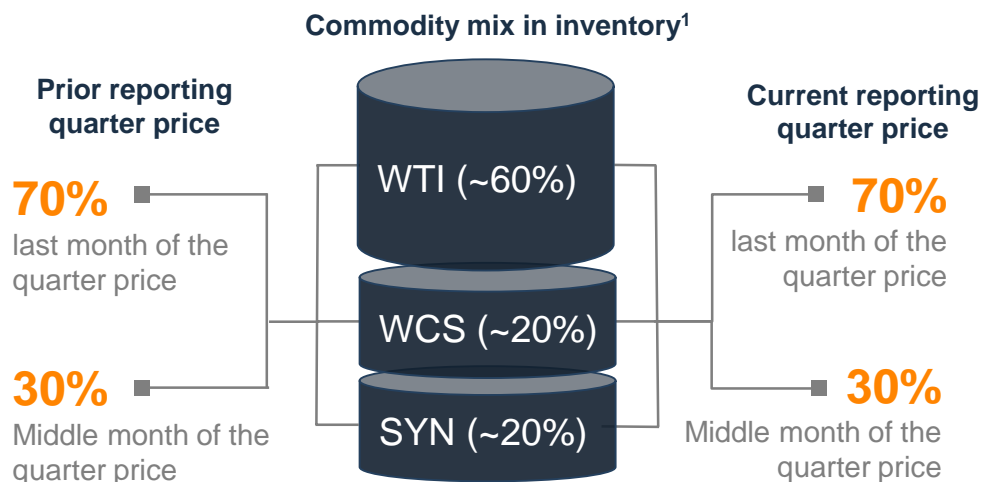 Commodity mix in inventory1
Prior reporting
quarter price
70%
last month of the
quarter price
30%
Middle month of the
quarter price
WTI (~60%)
WCS (~20%)
SYN (~20%)
Current reporting
quarter price
70%
last month of the
quarter price
30%
Middle month of the
quarter price